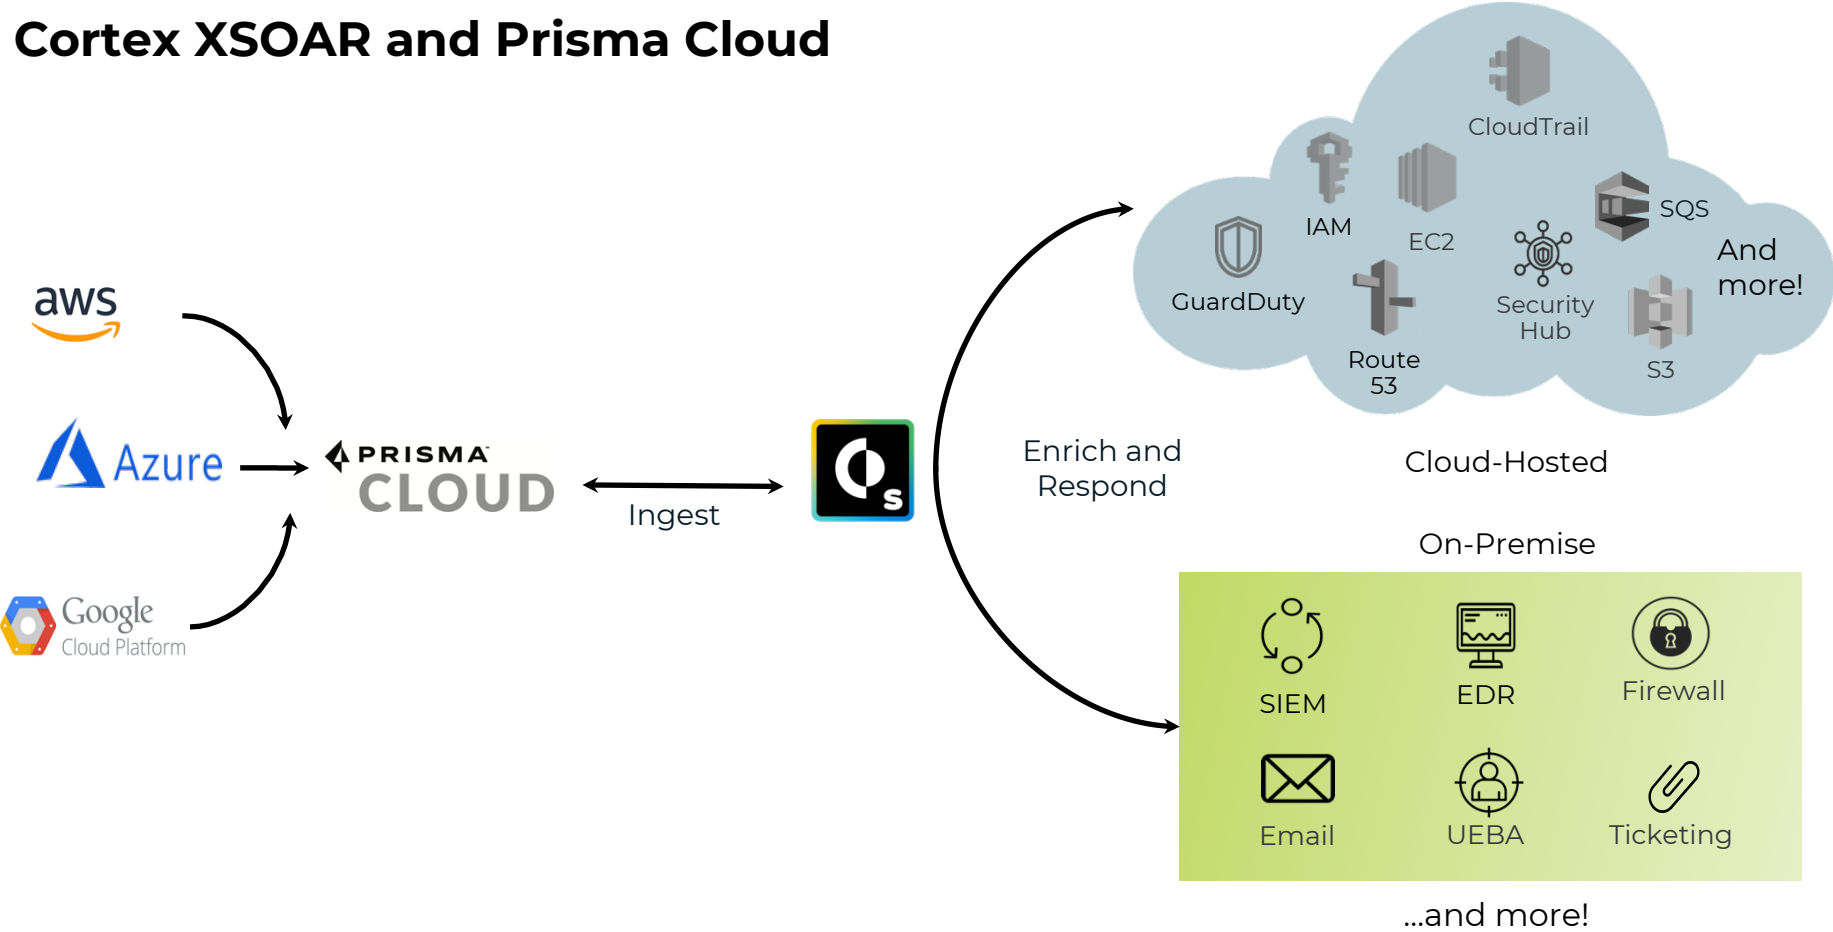 Cortex XSOAR and Prisma Cloud
aws
Azure
Google
Cloud Platform
PRISMA™
CLOUD
Ingest
S
Enrich and
Respond
CloudTrail
IAM
EC2
SQS
GuardDuty
Security
Hub
And
more!
Route
53
S3
Cloud-Hosted
On-Premise
SIEM
EDR
Firewall
Email
UEBA
Ticketing
...and more!